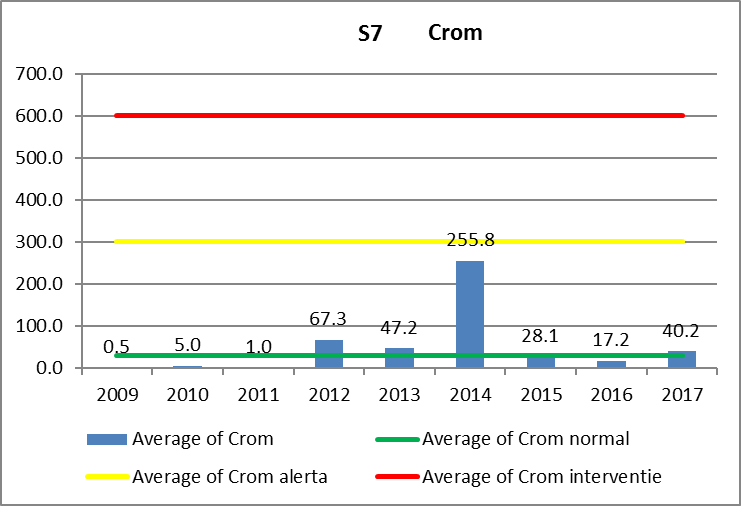 S7 Crom
700.0
600.0
500.0
400.0
300.0
200.0
100.0
0.0
0.5 5.0 1.0 67.3 47.2 255.8 28.1 17.2 40.2
2009 2010 2011 2012 2013 2014 2015 2016 2017
Average of Crom Average of Crom normal
Average of Crom alerta Average of Crom interventie